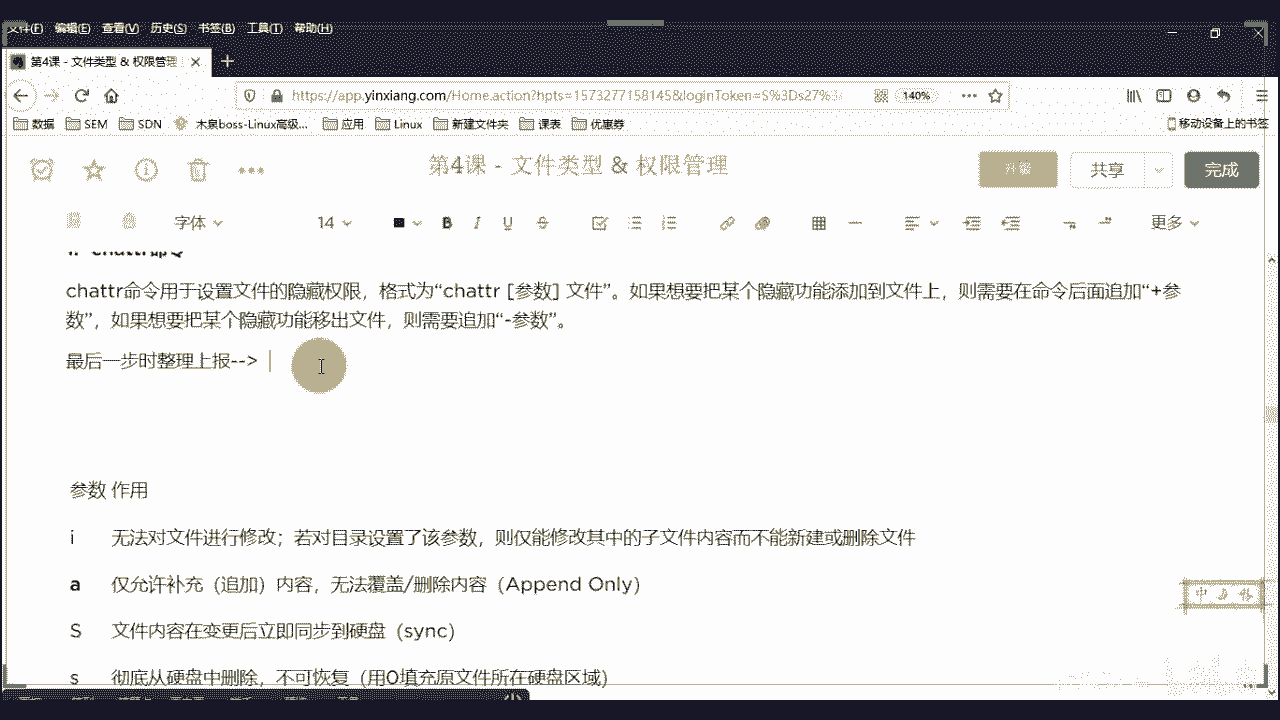 文件(F) 编辑(E) 查看(V) 历史(S) 书签(B) 工具(T) 帮助(H)
第4课 - 文件类型 & 权限管理
https://app.yinxiang.com/Home.action?hpts=1573277158145&loginToken=S%3Ds27%3
140%
数据 SEM SDN 木泉boss-Linux高级... 应用 Linux 新建文件夹 课表 优惠券 移动设备上的书签
第4课 - 文件类型 & 权限管理
升级 共享 完成
字体 14 B I U 更多
chattr命令用于设置文件的隐藏权限，格式为“chattr [参数] 文件”。如果想要把某个隐藏功能添加到文件上，则需要在命令后面追加“+参
数”，如果想要把某个隐藏功能移出文件，则需要追加“-参数”。
最后一步时整理上报-->
参数 作用
i 无法对文件进行修改；若对目录设置了该参数，则仅能修改其中的子文件内容而不能新建或删除文件
a 仅允许补充（追加）内容，无法覆盖/删除内容（Append Only）
S 文件内容在变更后立即同步到硬盘（sync）
s 彻底从硬盘中删除，不可恢复（用0填充原文件所在硬盘区域）